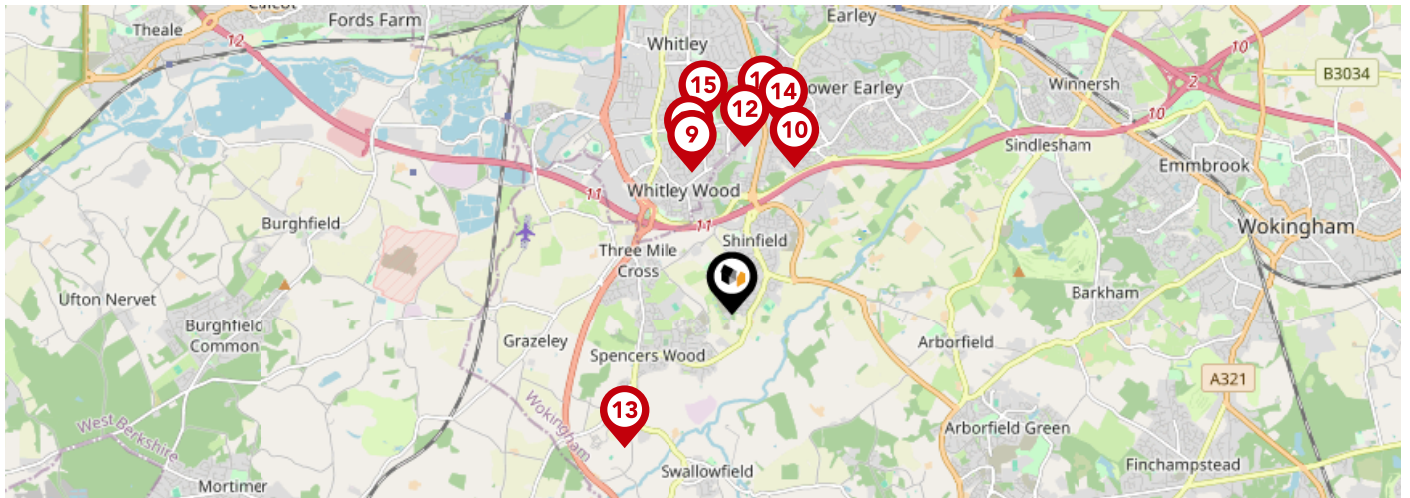 Fords Farm
Earley
Theale
12
Whitley
10
B3034
2
15
14
ower Earley
Winnersh
12
10
9
10
Sindlesham
Emmbrook
11
Whitley Wood
11
Burghfield
Shinfield
Wokingham
Three Mile
Cross
Ufton Nervet
Barkham
Burghfield
Common
Grazeley
Arborfield
Spencers Wood
A321
13
Wokingham
West Berkshire
Arborfield Green
Swallowfield
Finchampstead
Mortimer